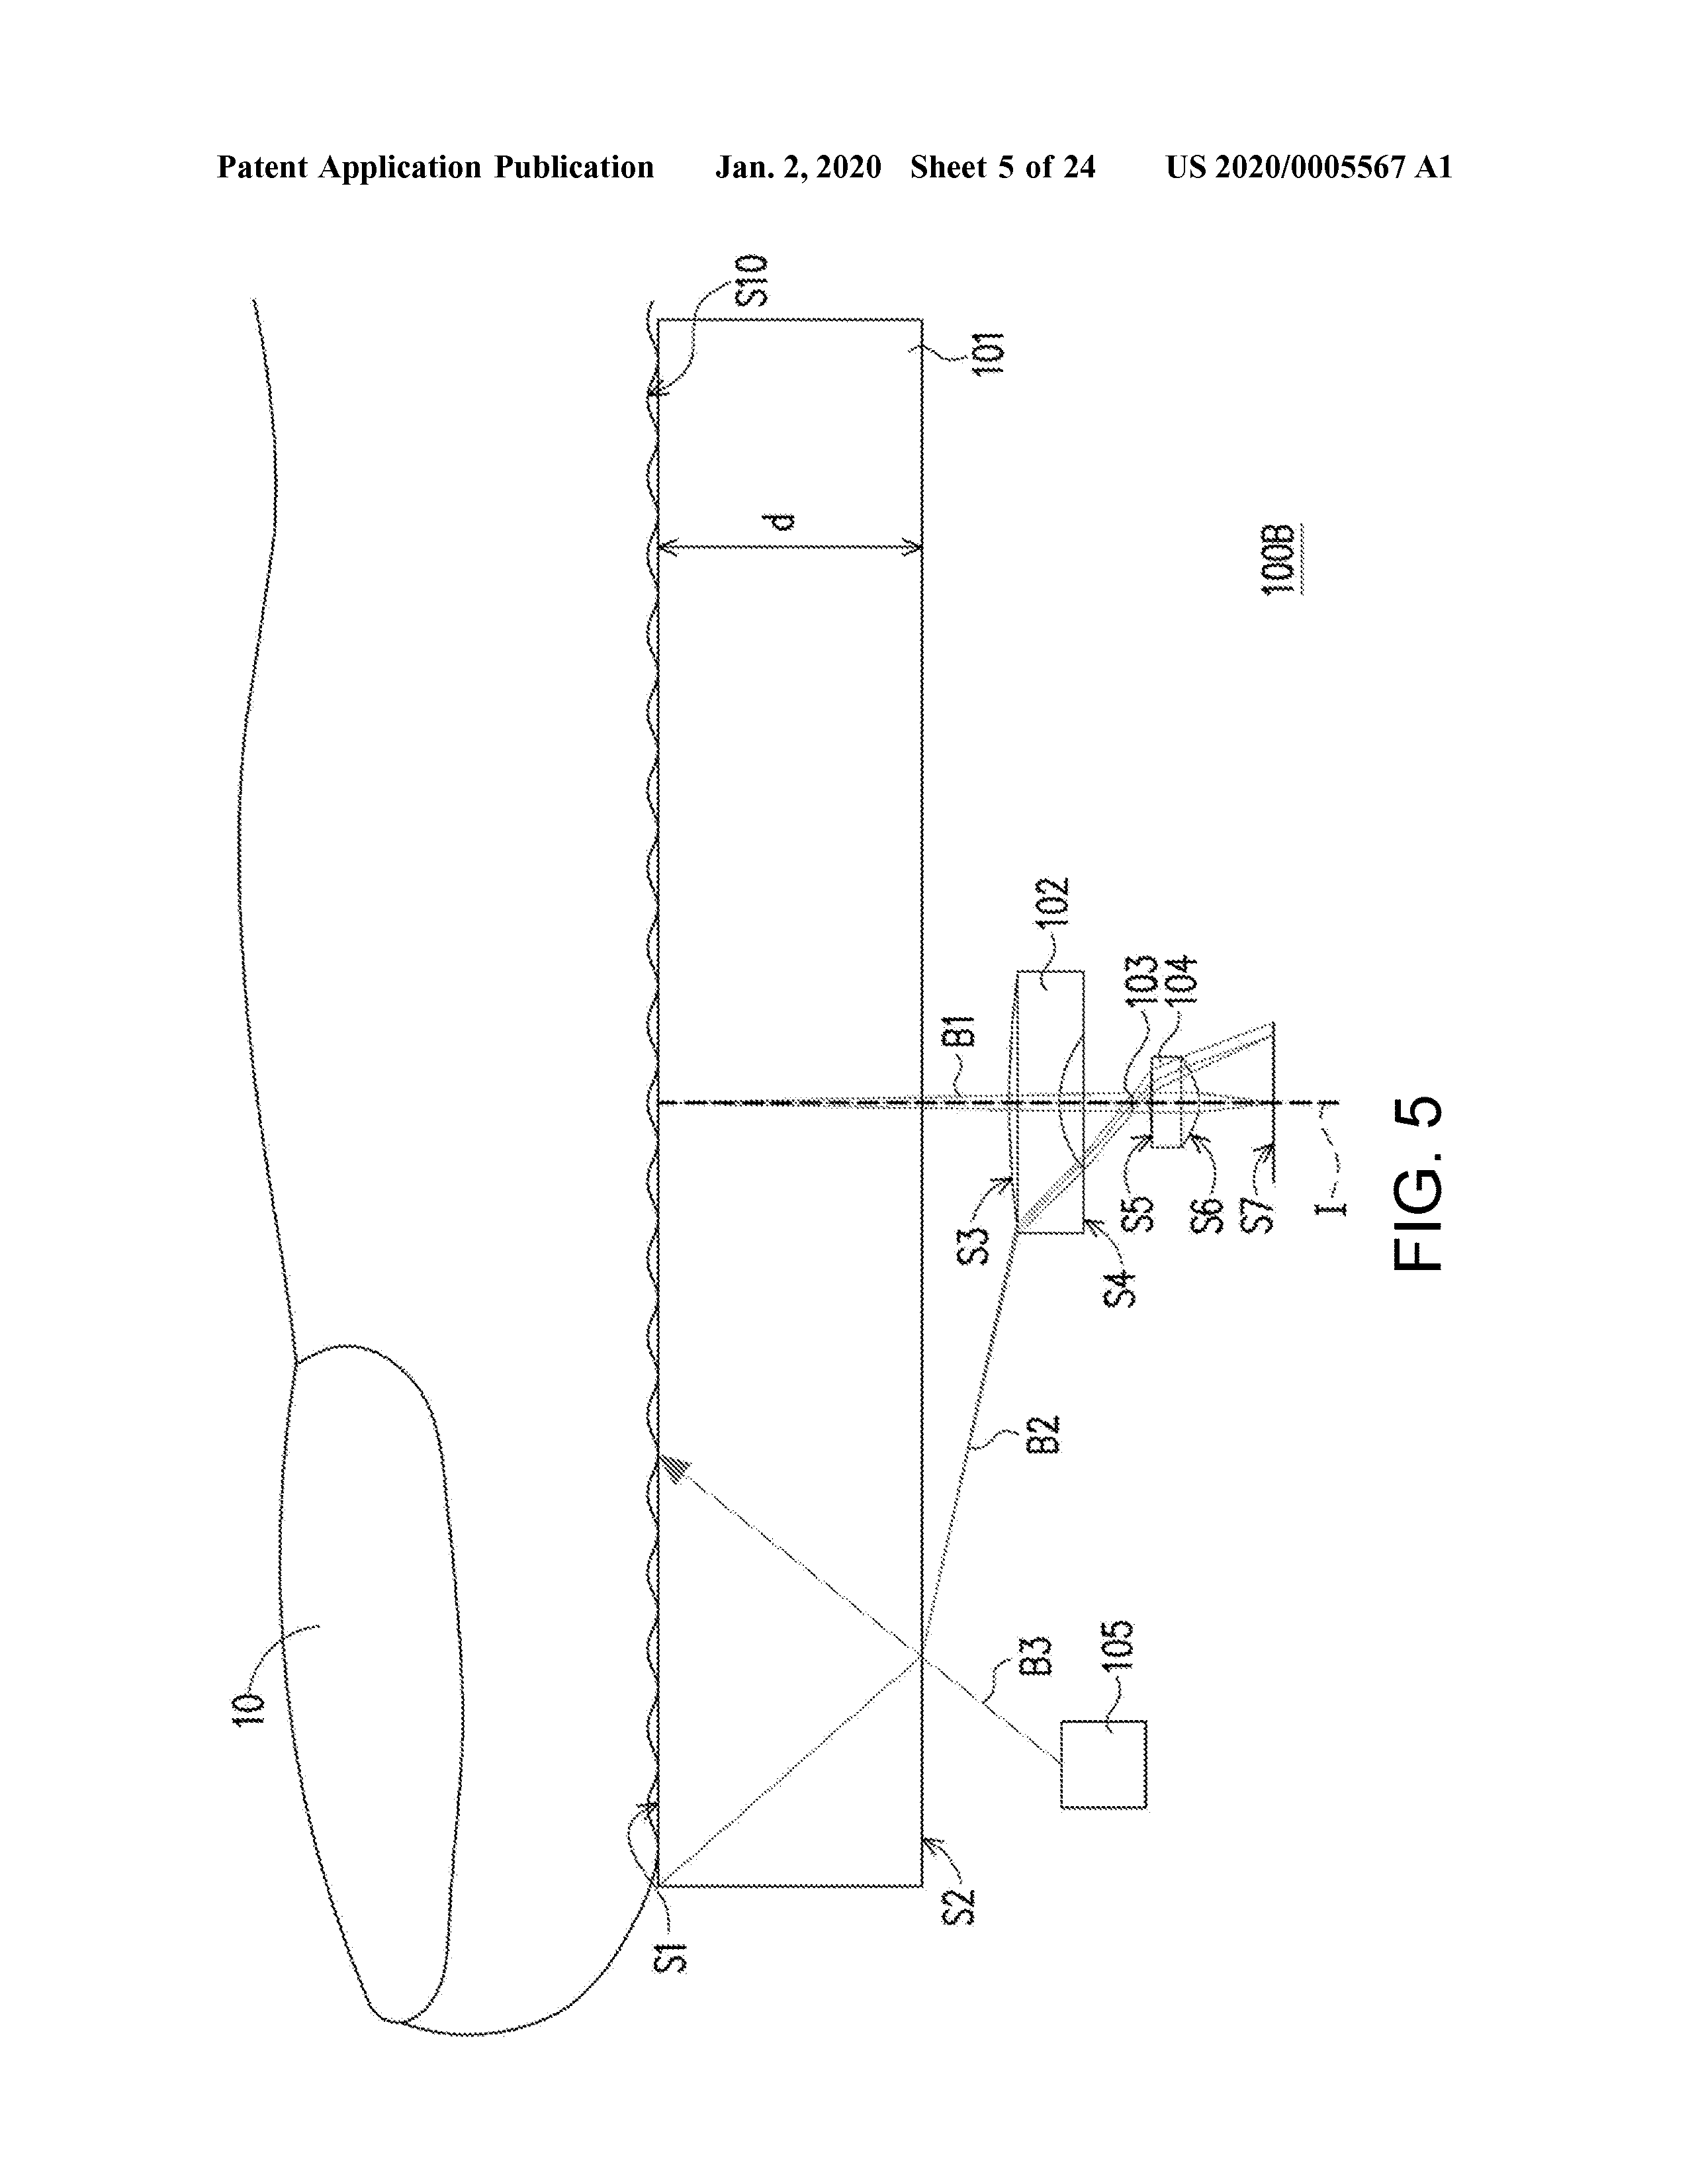 Patent Application Publication Jan. 2, 2020 Sheet 5 of 24 US 2020/0005567 A1
10
S1
S10
101
d
S2
B1
B2
B3
105
S3
102
S4
103
104
S5
S6
S7
I
100B
FIG. 5